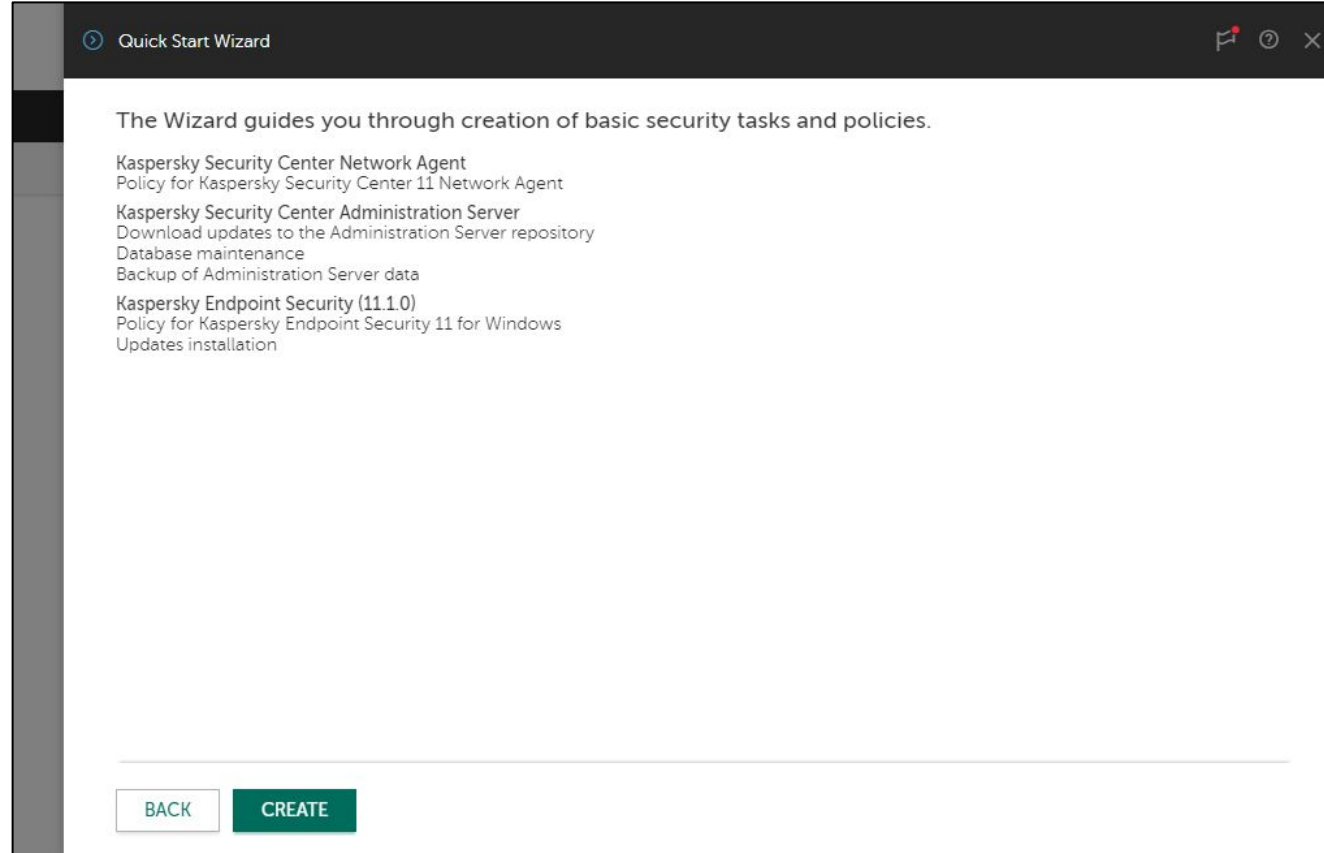 Quick Start Wizard
The Wizard guides you through creation of basic security tasks and policies.
Kaspersky Security Center Network Agent
Policy for Kaspersky Security Center 11 Network Agent
Kaspersky Security Center Administration Server
Download updates to the Administration Server repository
Database maintenance
Backup of Administration Server data
Kaspersky Endpoint Security (11.1.0)
Policy for Kaspersky Endpoint Security 11 for Windows
Updates installation
BACK CREATE